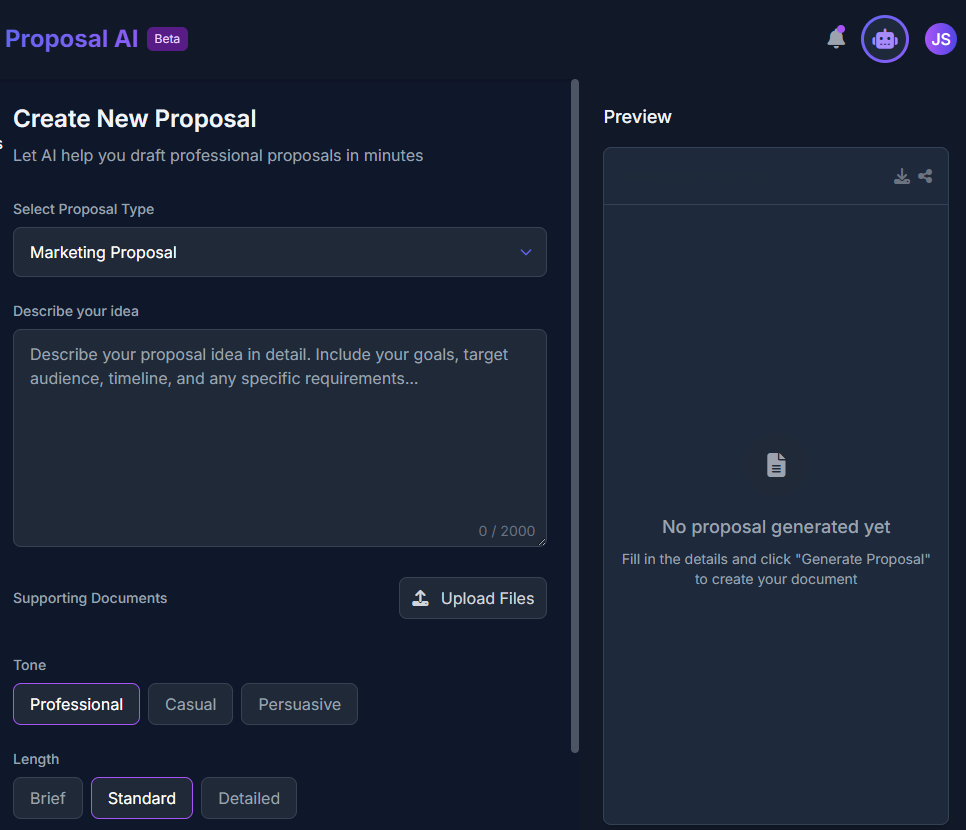 Proposal AI Beta
JS
Create New Proposal
s
Let AI help you draft professional proposals in minutes
Select Proposal Type
Marketing Proposal
Describe your idea
Describe your proposal idea in detail. Include your goals, target
audience, timeline, and any specific requirements...
0 / 2000
Supporting Documents
Upload Files
Tone
Professional Casual Persuasive
Length
Brief Standard Detailed
Preview
No proposal generated yet
Fill in the details and click "Generate Proposal"
to create your document